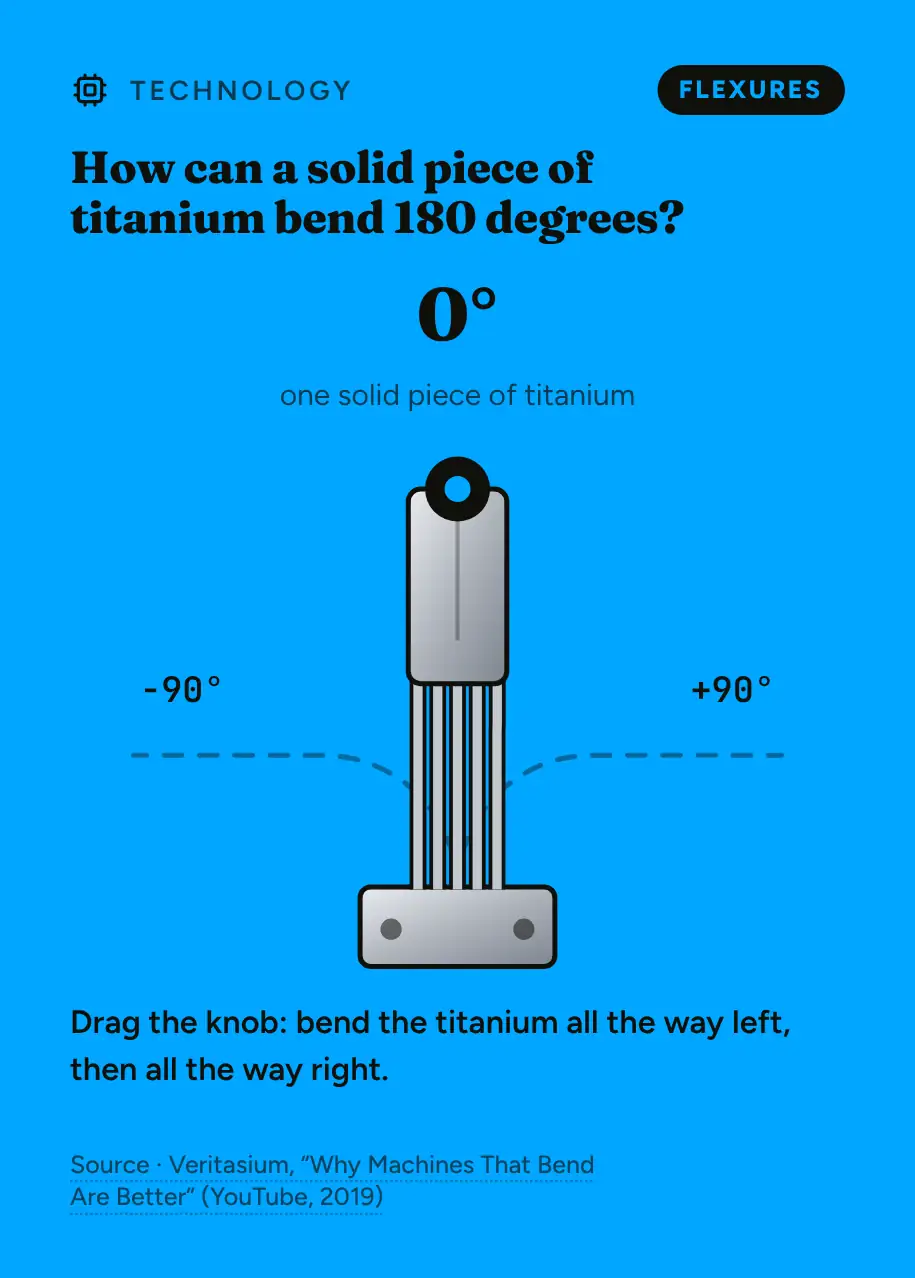 TECHNOLOGY
FLEXURES
How can a solid piece of
titanium bend 180 degrees?
0°
one solid piece of titanium
-90°
+90°
Drag the knob: bend the titanium all the way left,
then all the way right.
Source · Veritasium, “Why Machines That Bend
Are Better” (YouTube, 2019)